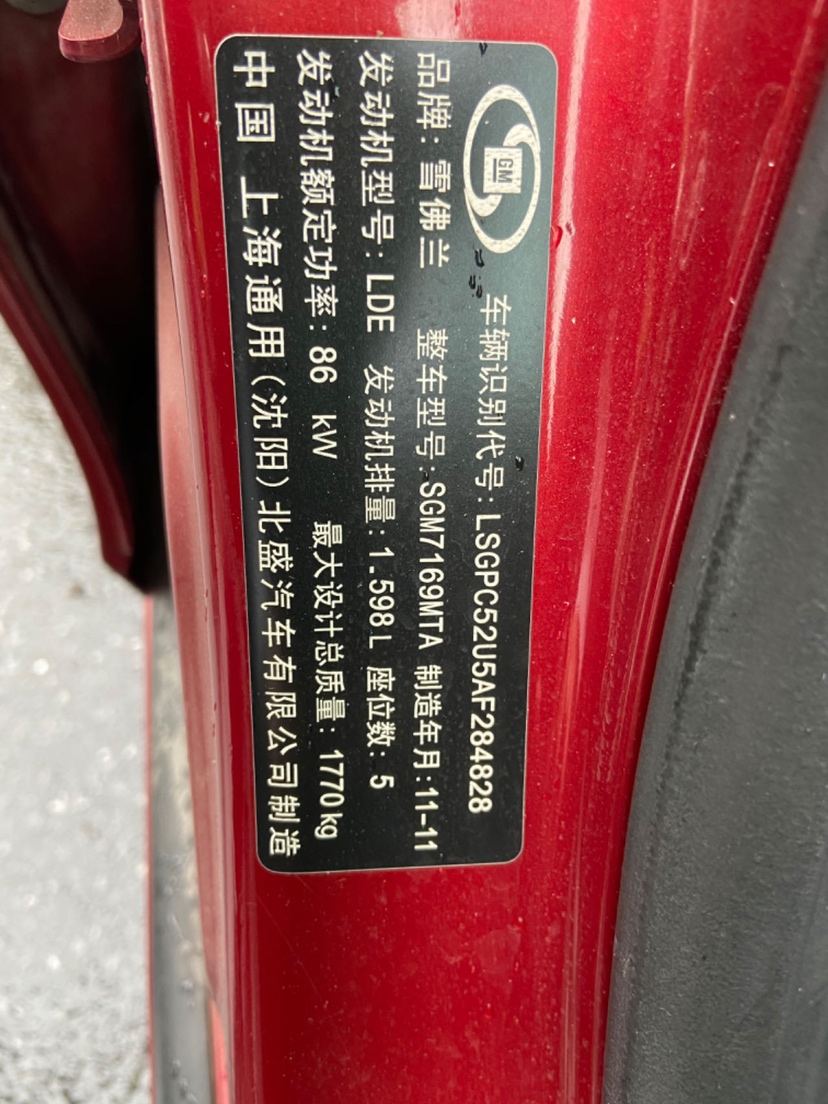 GM
车辆识别代号:LSGPC52U5AF284828
品牌:雪佛兰 整车型号:SGM7169MTA 制造年月:11-11
发动机型号:LDE 发动机排量:1.598L 座位数:5
发动机额定功率:86 kW 最大设计总质量:1770kg
中国 上海通用(沈阳)北盛汽车有限公司制造